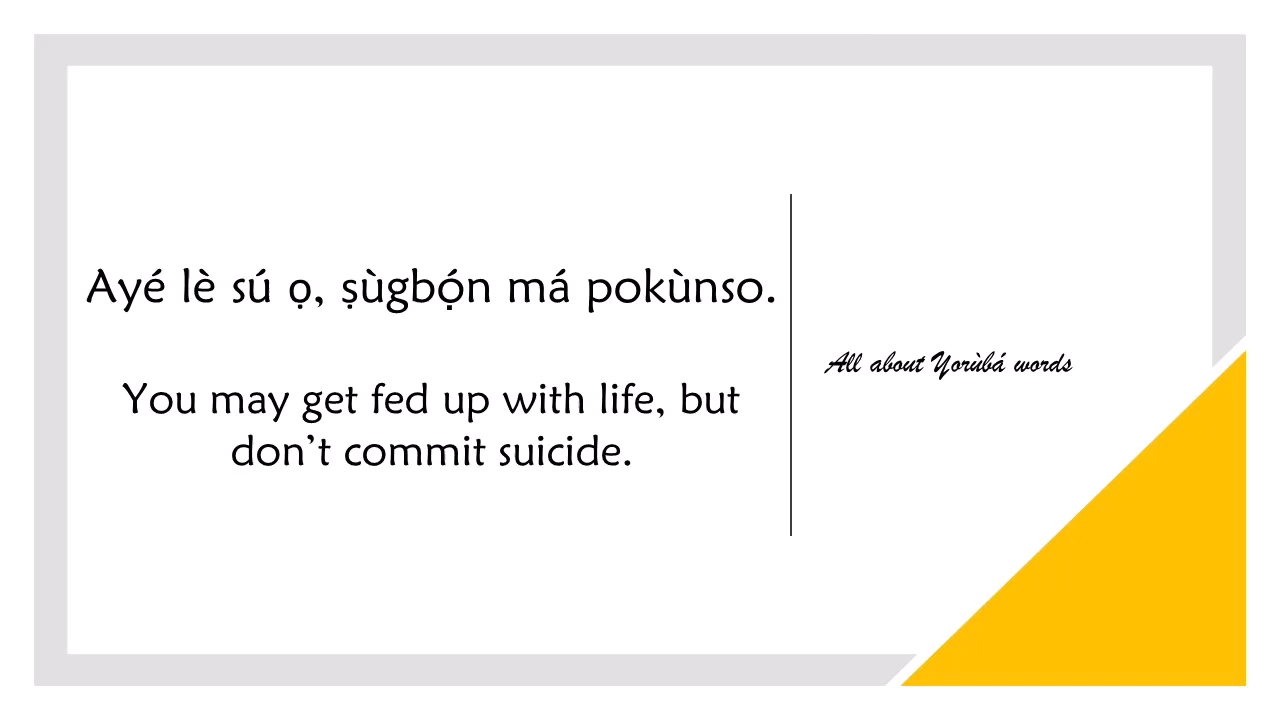 Ayé lè sú ọ, ṣùgbọ́n má pokùnso.
You may get fed up with life, but
don’t commit suicide.
All about Yorùbá words